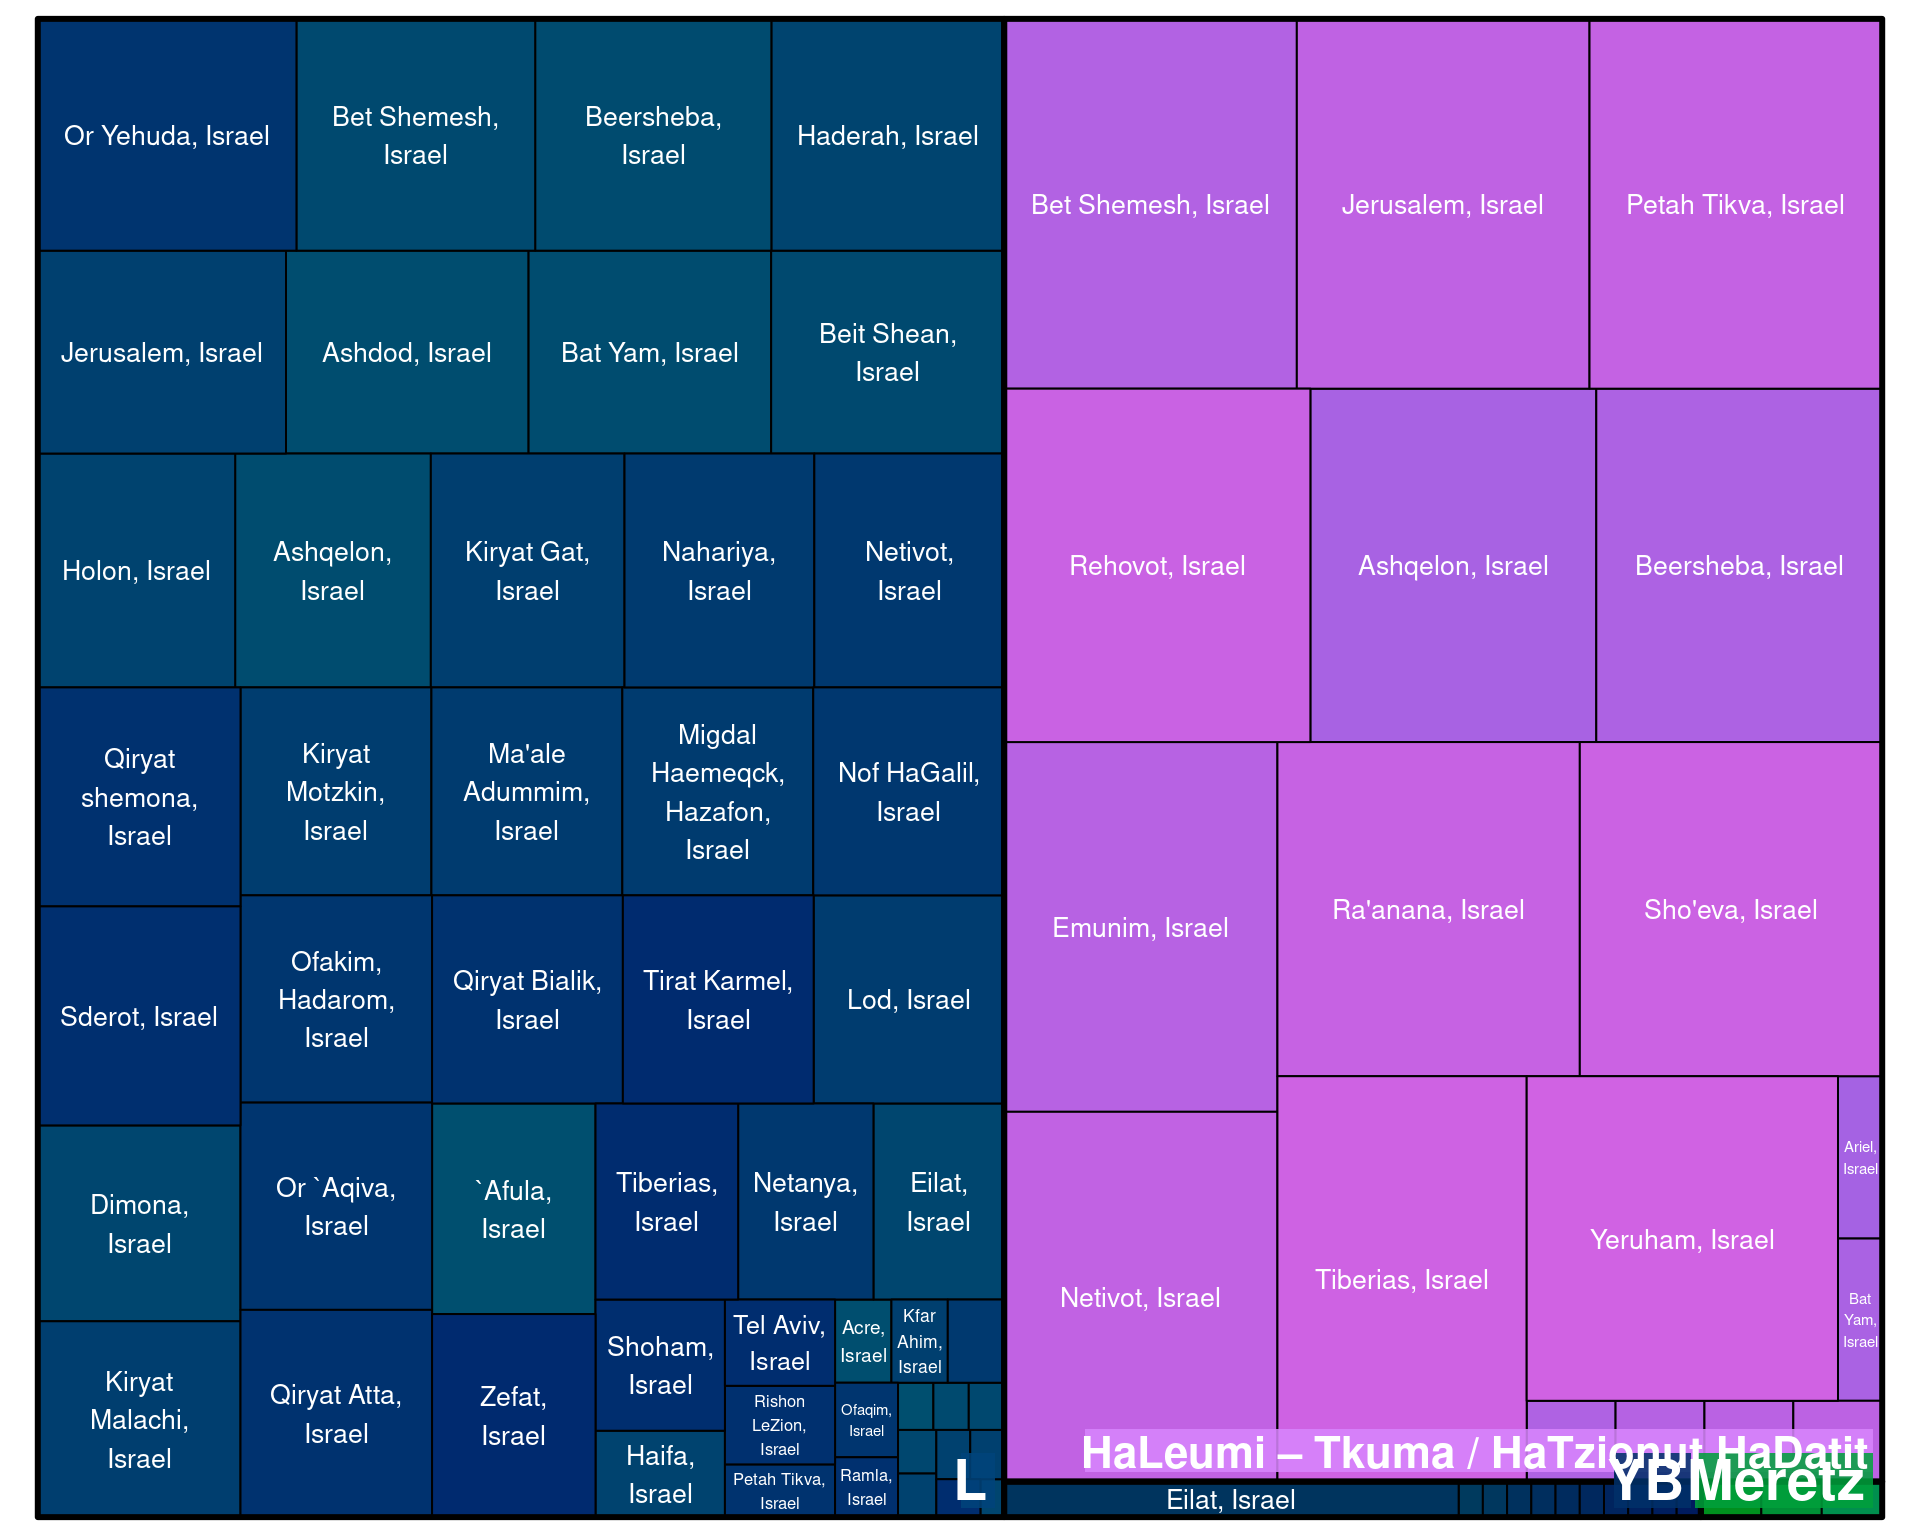 Or Yehuda, Israel
Bet Shemesh,
Israel
Beersheba,
Israel
Haderah, Israel
Jerusalem, Israel
Ashdod, Israel
Bat Yam, Israel
Beit Shean,
Israel
Holon, Israel
Ashqelon,
Israel
Kiryat Gat,
Israel
Nahariya,
Israel
Netivot,
Israel
Qiryat
shemona,
Israel
Kiryat
Motzkin,
Israel
Ma'ale
Adummim,
Israel
Migdal
Haemeqck,
Hazafon,
Israel
Nof HaGalil,
Israel
Sderot, Israel
Ofakim,
Hadarom,
Israel
Qiryat Bialik,
Israel
Tirat Karmel,
Israel
Lod, Israel
Dimona,
Israel
Or `Aqiva,
Israel
`Afula,
Israel
Tiberias,
Israel
Netanya,
Israel
Eilat,
Israel
Kiryat
Malachi,
Israel
Qiryat Atta,
Israel
Zefat,
Israel
Shoham,
Israel
Haifa,
Israel
Tel Aviv,
Israel
Rishon
LeZion,
Israel
Petah Tikva,
Israel
Acre,
Israel
Kfar
Ahim,
Israel
Ofaqim,
Israel
Ramla,
Israel
L
Bet Shemesh, Israel
Jerusalem, Israel
Petah Tikva, Israel
Rehovot, Israel
Ashqelon, Israel
Beersheba, Israel
Emunim, Israel
Ra'anana, Israel
Sho'eva, Israel
Netivot, Israel
Tiberias, Israel
Yeruham, Israel
Ariel,
Israel
Bat
Yam,
Israel
HaLeumi – Tkuma / HaTzionut HaDatit
Eilat, Israel
YB
Meretz